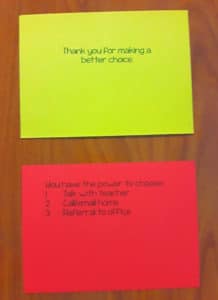 Thank you for making a
better choice.
You have the power to choose:
1 Talk with teacher
2 Call/email home
3 Referral to office